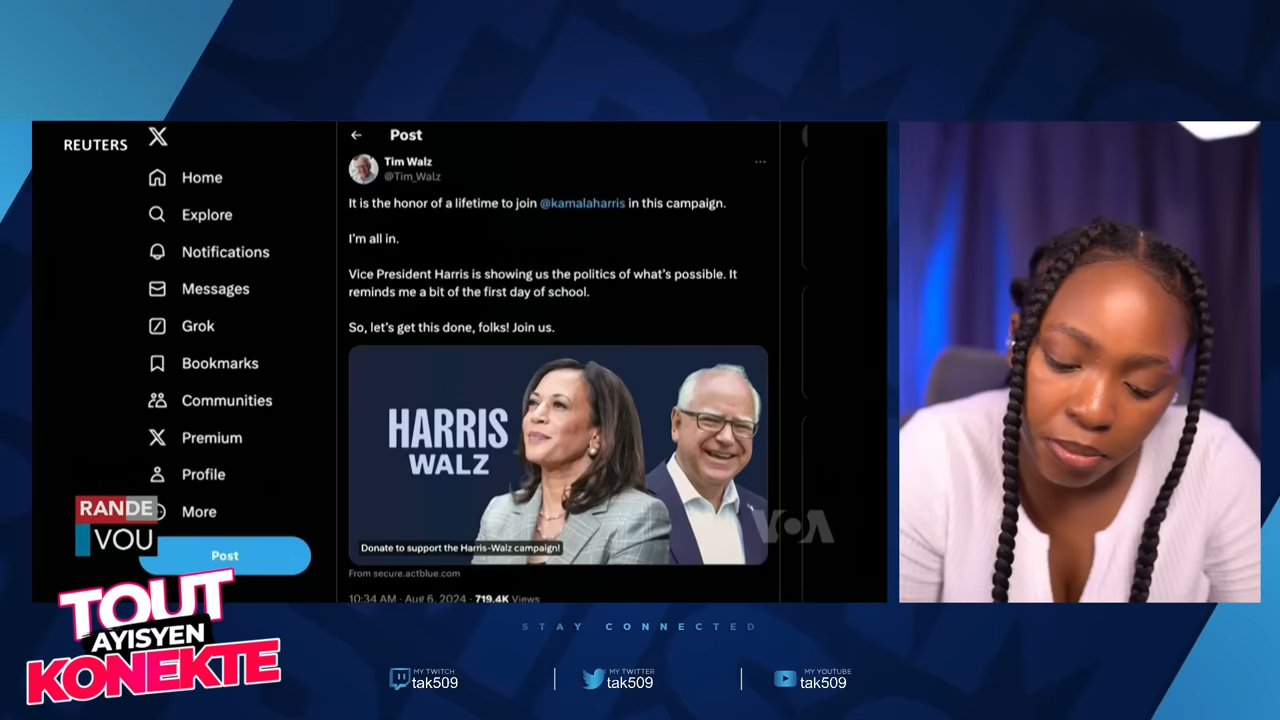 REUTERS
Home
Explore
Notifications
Messages
Grok
Bookmarks
Communities
Premium
Profile
More
Post
Post
Tim Walz
@Tim_Walz
It is the honor of a lifetime to join @kamalaharris in this campaign.
I'm all in.
Vice President Harris is showing us the politics of what's possible. It
reminds me a bit of the first day of school.
So, let's get this done, folks! Join us.
HARRIS
WALZ
Donate to support the Harris-Walz campaign!
VOA
From secure.actblue.com
10:34 AM · Aug 6, 2024 · 719.4K Views
RANDE
VOU
TOUT
AYISYEN
KONEKTE
STAY CONNECTED
MY TWITCH
tak509
MY TWITTER
tak509
MY YOUTUBE
tak509